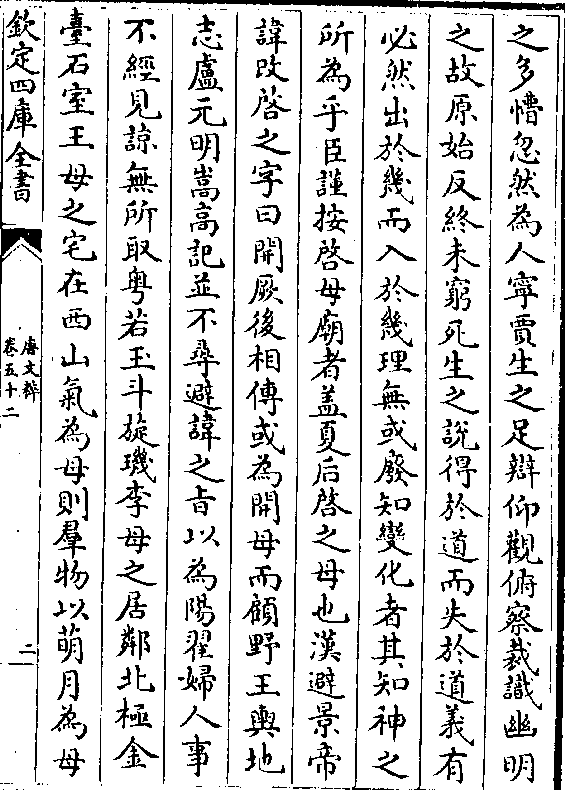 之多㦧忽然為人寧賈生之足辯仰觀俯察裁識幽明
之故原始反終未窮死生之說得於道而失於道義有
必然出於幾而入於幾理無或廢知變化者其知神之
所為乎臣謹按啓母廟者盖夏后啓之母也漢避景帝
諱改啓之字曰開厥後相傳或為開母而顧野王輿地
志盧元明嵩高記並不尋避諱之旨以為陽翟婦人事
不經見諒無所取粤若玉斗旋璣李母之居鄰北極金
臺石室王母之宅在西山氣為母則羣物以萌月為母
欽定四庫全書
唐文粹
卷五十二
二